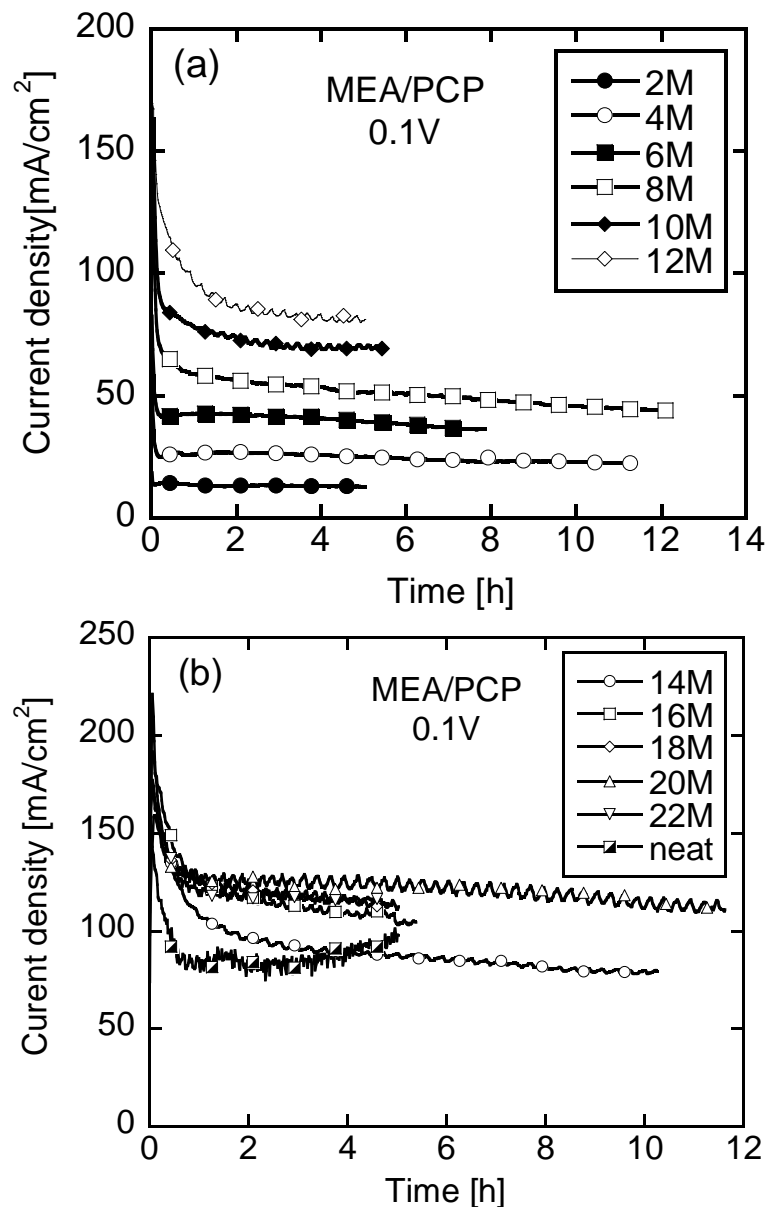 200
150
100
50
0
Current density[mA/cm²]
(a)
MEA/PCP
0.1V
2M
4M
6M
8M
10M
12M
0 2 4 6 8 10 12 14
Time [h]
250
200
150
100
50
0
Curent density [mA/cm²]
(b)
MEA/PCP
0.1V
14M
16M
18M
20M
22M
neat
0 2 4 6 8 10 12
Time [h]